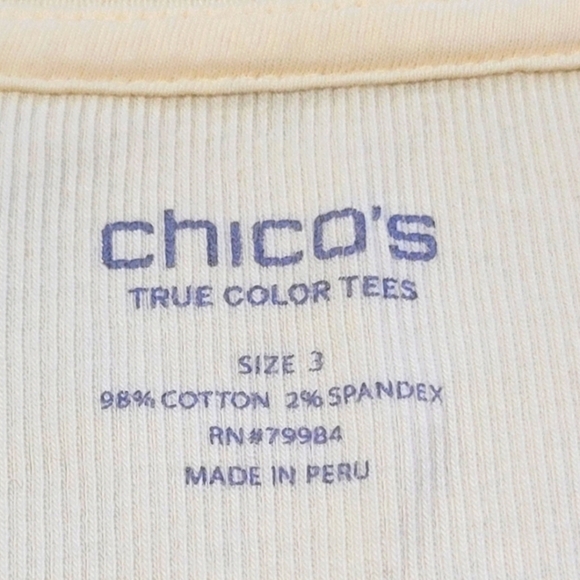 chico's
TRUE COLOR TEES
SIZE 3
98% COTTON 2% SPANDEX
RN#79984
MADE IN PERU